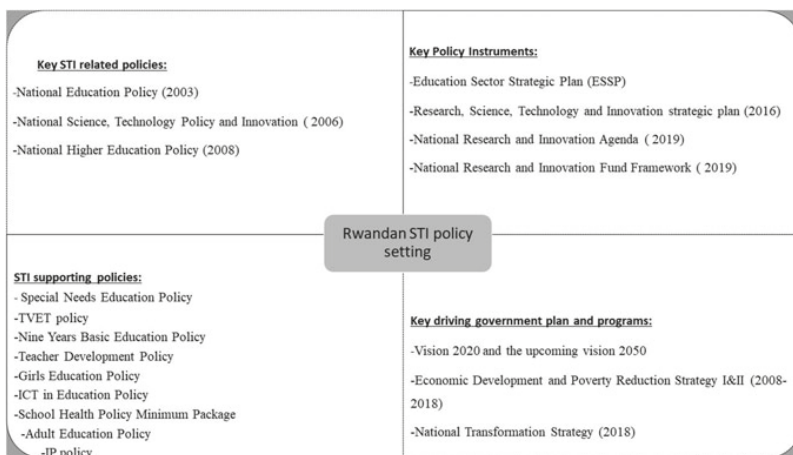 Key STI related policies:
-National Education Policy (2003)
-National Science, Technology Policy and Innovation ( 2006)
-National Higher Education Policy (2008)
Key Policy Instruments:
-Education Sector Strategic Plan (ESSP)
-Research, Science, Technology and Innovation strategic plan (2016)
-National Research and Innovation Agenda ( 2019)
-National Research and Innovation Fund Framework ( 2019)
Rwandan STI policy
setting
STI supporting policies:
- Special Needs Education Policy
-TVET policy
-Nine Years Basic Education Policy
-Teacher Development Policy
-Girls Education Policy
-ICT in Education Policy
-School Health Policy Minimum Package
-Adult Education Policy
-IP policy
Key driving government plan and programs:
-Vision 2020 and the upcoming vision 2050
-Economic Development and Poverty Reduction Strategy I&II (2008-
2018)
-National Transformation Strategy (2018)